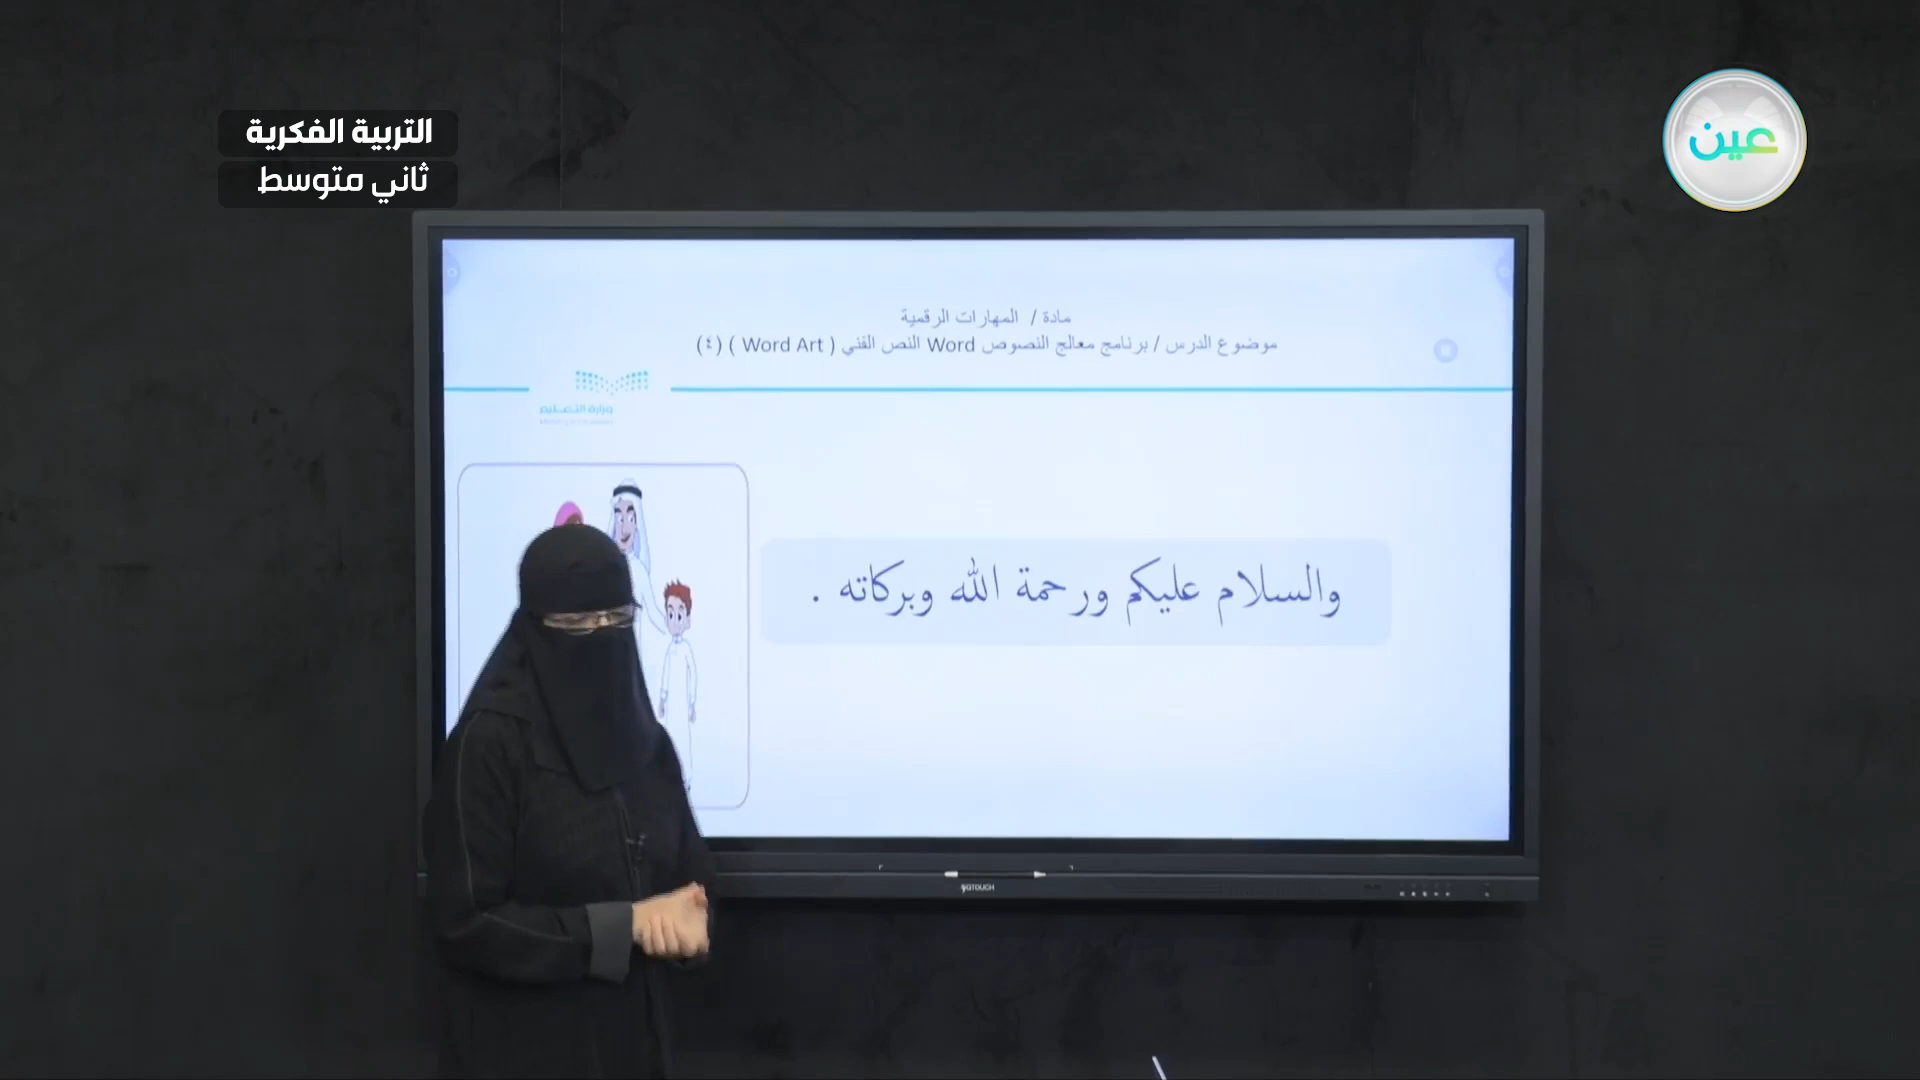 التربية الفكرية
ثاني متوسط
عين
مادة / المهارات الرقمية
موضوع الدرس / برنامج معالج النصوص Word النص الفني ( Word Art ) (٤)
وزارة التعليم
والسلام عليكم ورحمة الله وبركاته .